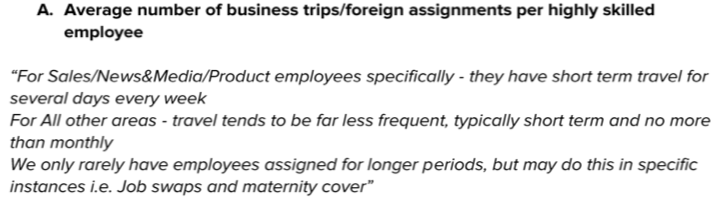 A. Average number of business trips/foreign assignments per highly skilled
employee
“For Sales/News&Media/Product employees specifically - they have short term travel for
several days every week
For All other areas - travel tends to be far less frequent, typically short term and no more
than monthly
We only rarely have employees assigned for longer periods, but may do this in specific
instances i.e. Job swaps and maternity cover”